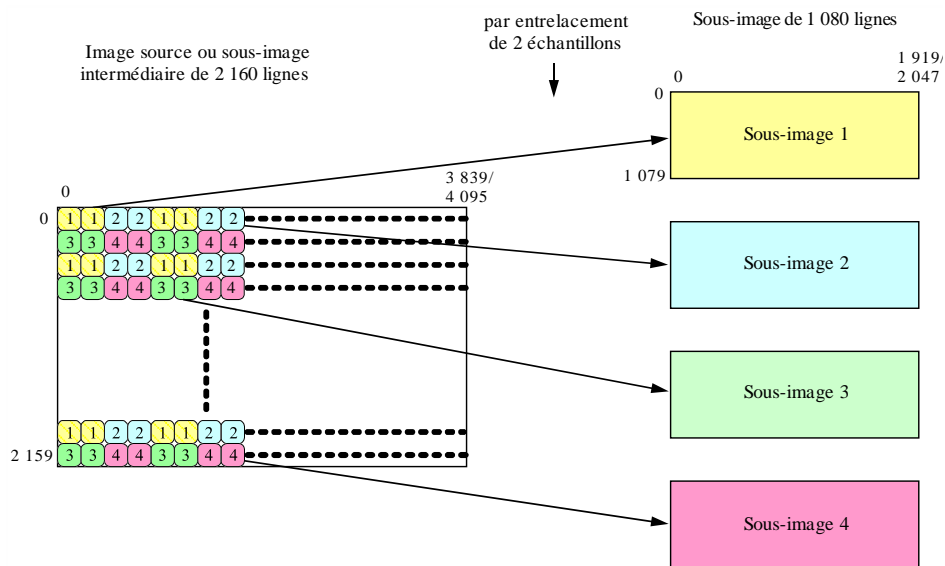 par entrelacement
de 2 échantillons
Sous-image de 1 080 lignes
Image source ou sous-image
intermédiaire de 2 160 lignes
0
1 919/
2 047
0
Sous-image 1
1 079
0
3 839/
4 095
0
1 1 2 2 1 1 2 2
3 3 4 4 3 3 4 4
1 1 2 2 1 1 2 2
3 3 4 4 3 3 4 4
Sous-image 2
Sous-image 3
1 1 2 2 1 1 2 2
2 159
3 3 4 4 3 3 4 4
Sous-image 4